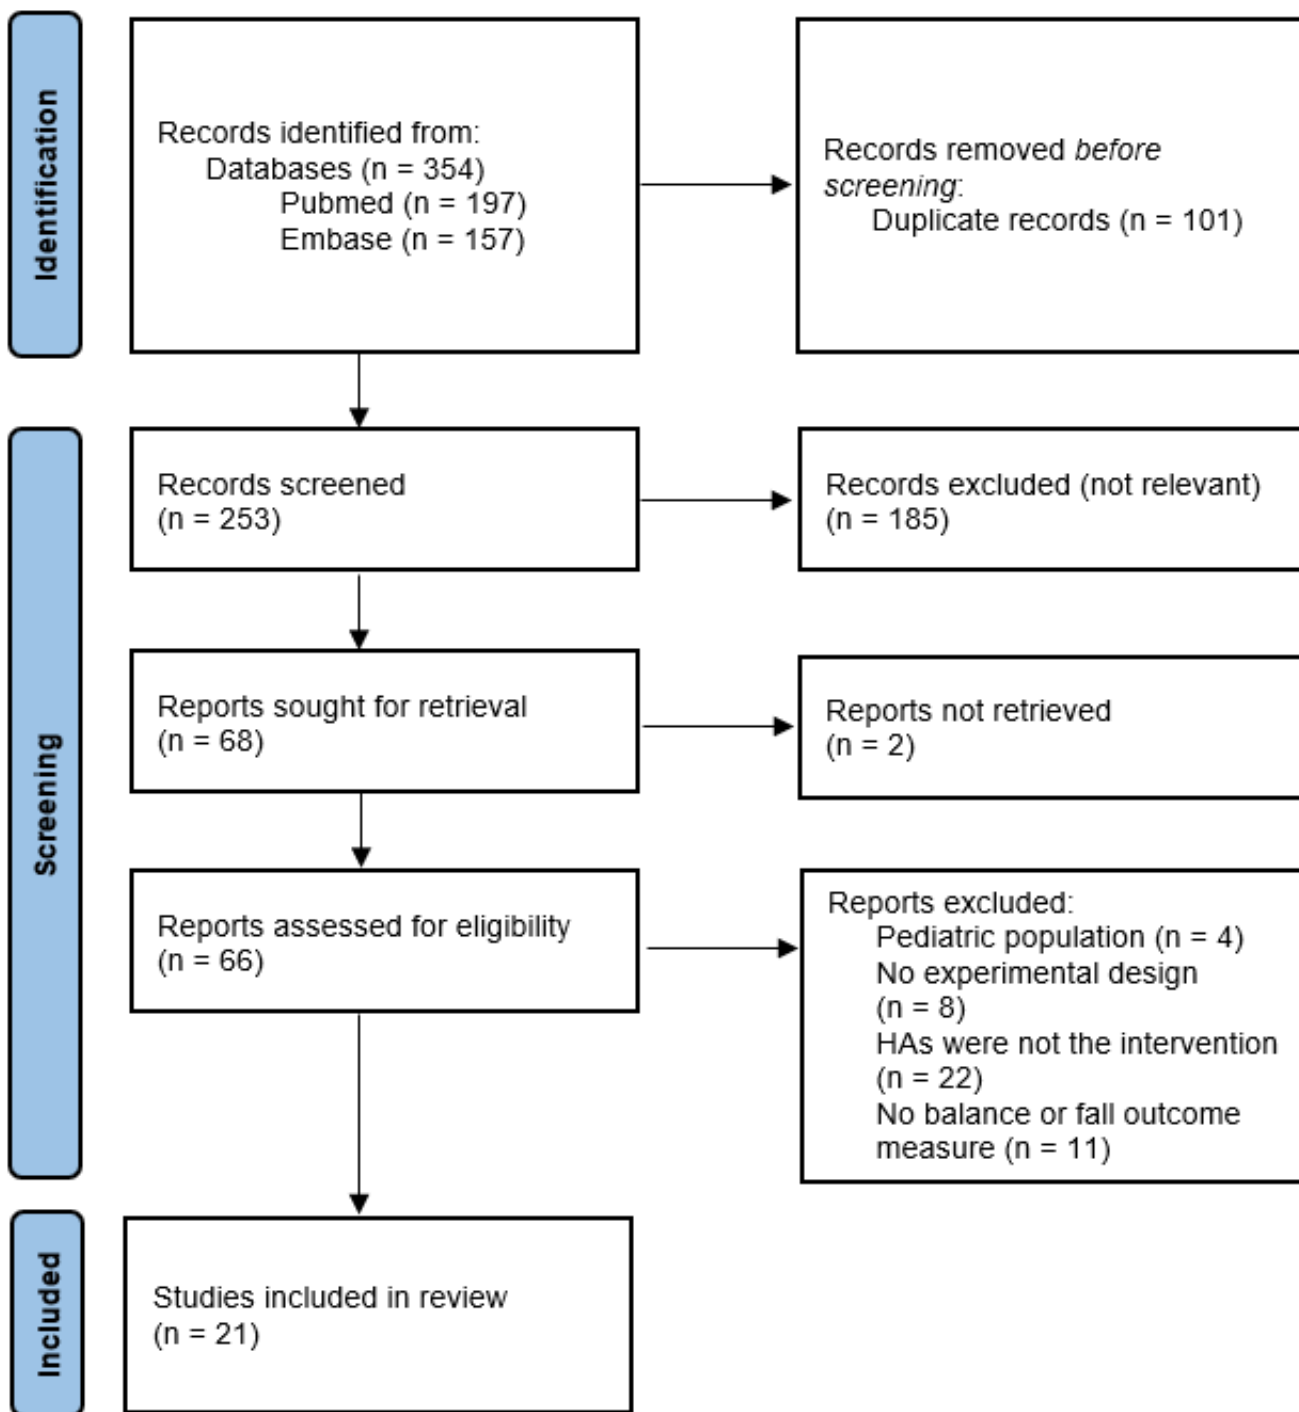 Identification
Records identified from:
Databases (n = 354)
Pubmed (n = 197)
Embase (n = 157)
Records removed before
screening:
Duplicate records (n = 101)
Screening
Records screened
(n = 253)
Records excluded (not relevant)
(n = 185)
Reports sought for retrieval
(n = 68)
Reports not retrieved
(n = 2)
Reports assessed for eligibility
(n = 66)
Reports excluded:
Pediatric population (n = 4)
No experimental design
(n = 8)
HAs were not the intervention
(n = 22)
No balance or fall outcome
measure (n = 11)
Included
Studies included in review
(n = 21)